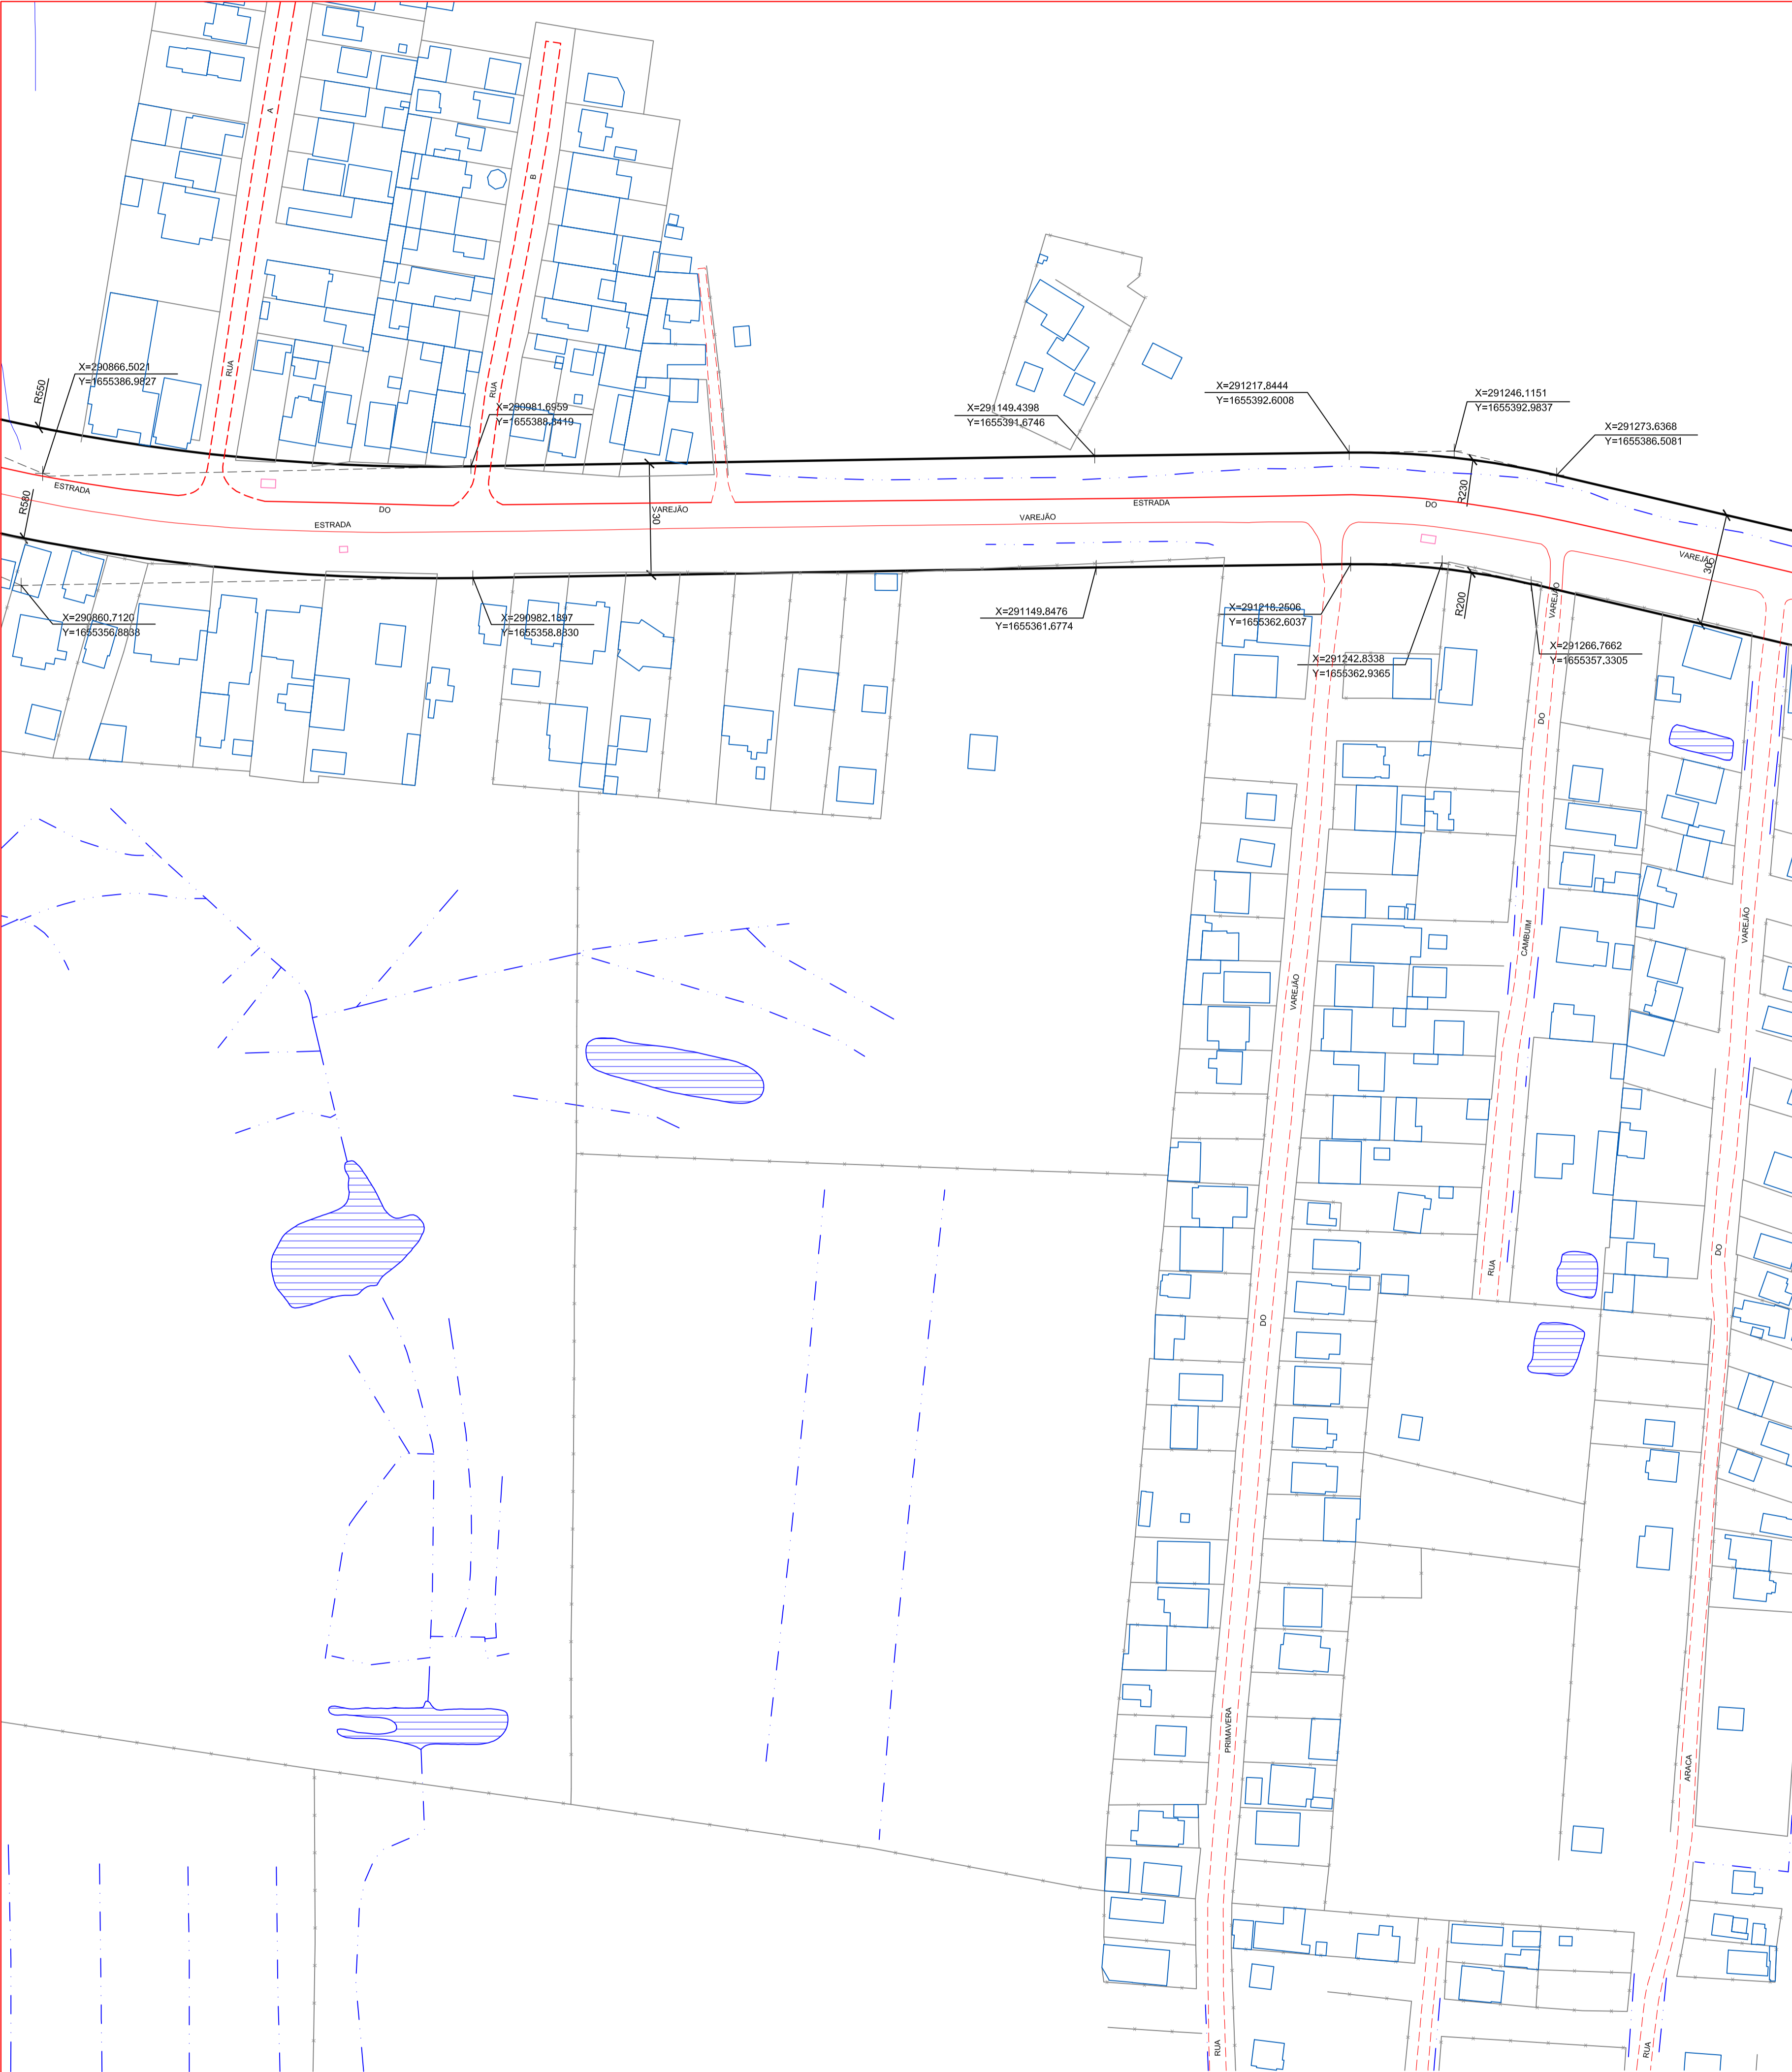 A
B
RUA
RUA
R550
X=290866.5021
Y=1655386.9827
X=290981.6959
Y=1655388.8419
X=291149.4398
Y=1655391.6746
X=291217.8444
Y=1655392.6008
X=291246.1151
Y=1655392.9837
X=291273.6368
Y=1655386.5081
ESTRADA
DO
VAREJÃO
ESTRADA
DO
VAREJÃO
R580
ESTRADA
VAREJÃO
30
R230
30
X=290860.7120
Y=1655356.8838
X=290982.1897
Y=1655358.8830
X=291149.8476
Y=1655361.6774
X=291218.2506
Y=1655362.6037
X=291242.8338
Y=1655362.9365
R200
X=291266.7662
Y=1655357.3305
VAREJÃO
DO
CAMBUIM
RUA
VAREJÃO
DO
PRIMAVERA
RUA
VAREJÃO
DO
ARACA
RUA